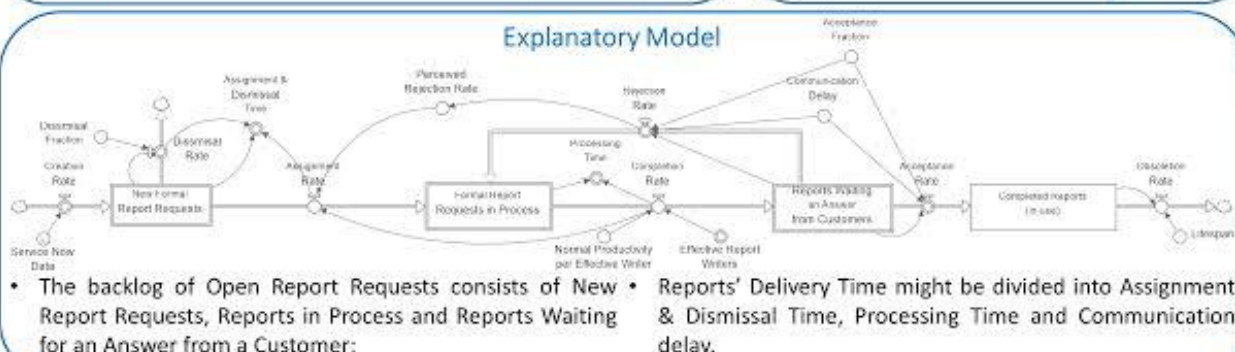 Explanatory Model
Acceptance
Fraction
Communication
Delay
Perceived
Rejection Rate
Rejection
Rate
Assignment &
Dismissal
Time
Dismissal
Fraction
Dismissal
Rate
Creation
Rate
New Formal
Report Requests
Service Now
Data
Assignment
Rate
Formal Report
Requests in Process
Processing
Time
Completion
Rate
Normal Productivity
per Effective Writer
Effective Report
Writers
Reports Waiting
an Answer
from Customers
Acceptance
Rate
Completed Reports
(in-use)
Obsoletion
Rate
Lifespan
• The backlog of Open Report Requests consists of New
Report Requests, Reports in Process and Reports Waiting
for an Answer from a Customer:
• Reports' Delivery Time might be divided into Assignment
& Dismissal Time, Processing Time and Communication
delay.